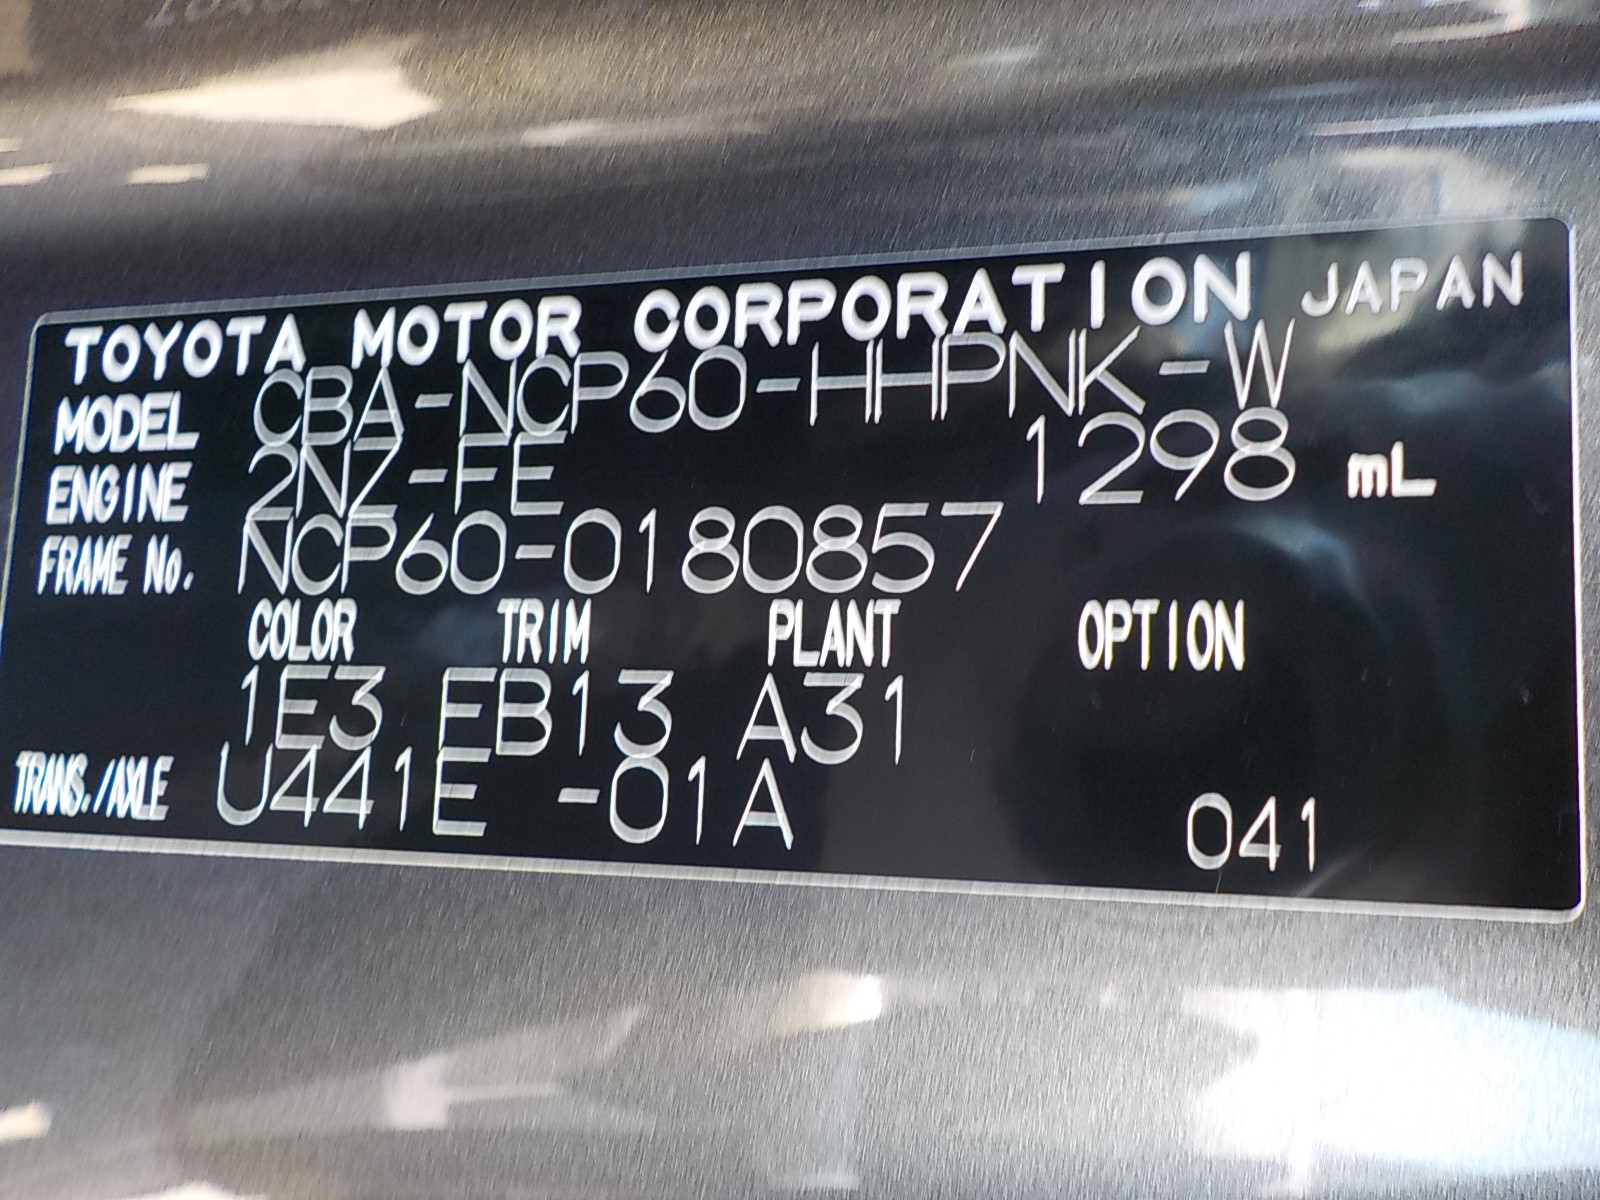 TOYOTA MOTOR CORPORATION JAPAN
MODEL CBA-NCP60-HHPNK-W
ENGINE 2NZ-FE 1298 mL
FRAME No. NCP60-0180857
COLOR TRIM PLANT OPTION
1E3 EB13 A31
TRANS./AXLE U441E -01A 041